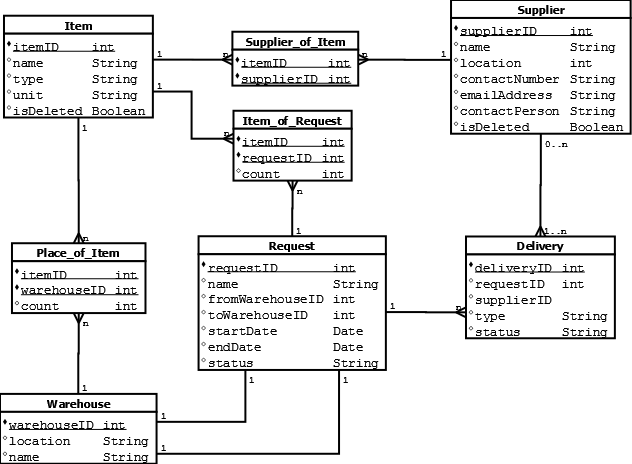 Item
itemID int
name String
type String
unit String
isDeleted Boolean
1
1
1
Supplier_of_Item
itemID int
supplierID int
n
n
1
Supplier
supplierID int
name String
location int
contactNumber String
emailAddress String
contactPerson String
isDeleted Boolean
0..n
Item_of_Request
itemID int
requestID int
count int
n
n
1
Place_of_Item
itemID int
warehouseID int
count int
n
n
1
Request
requestID int
name String
fromWarehouseID int
toWarehouseID int
startDate Date
endDate Date
status String
1
1
1
1..n
Delivery
deliveryID int
requestID int
supplierID
type String
status String
n
Warehouse
warehouseID int
location String
name String
1
1